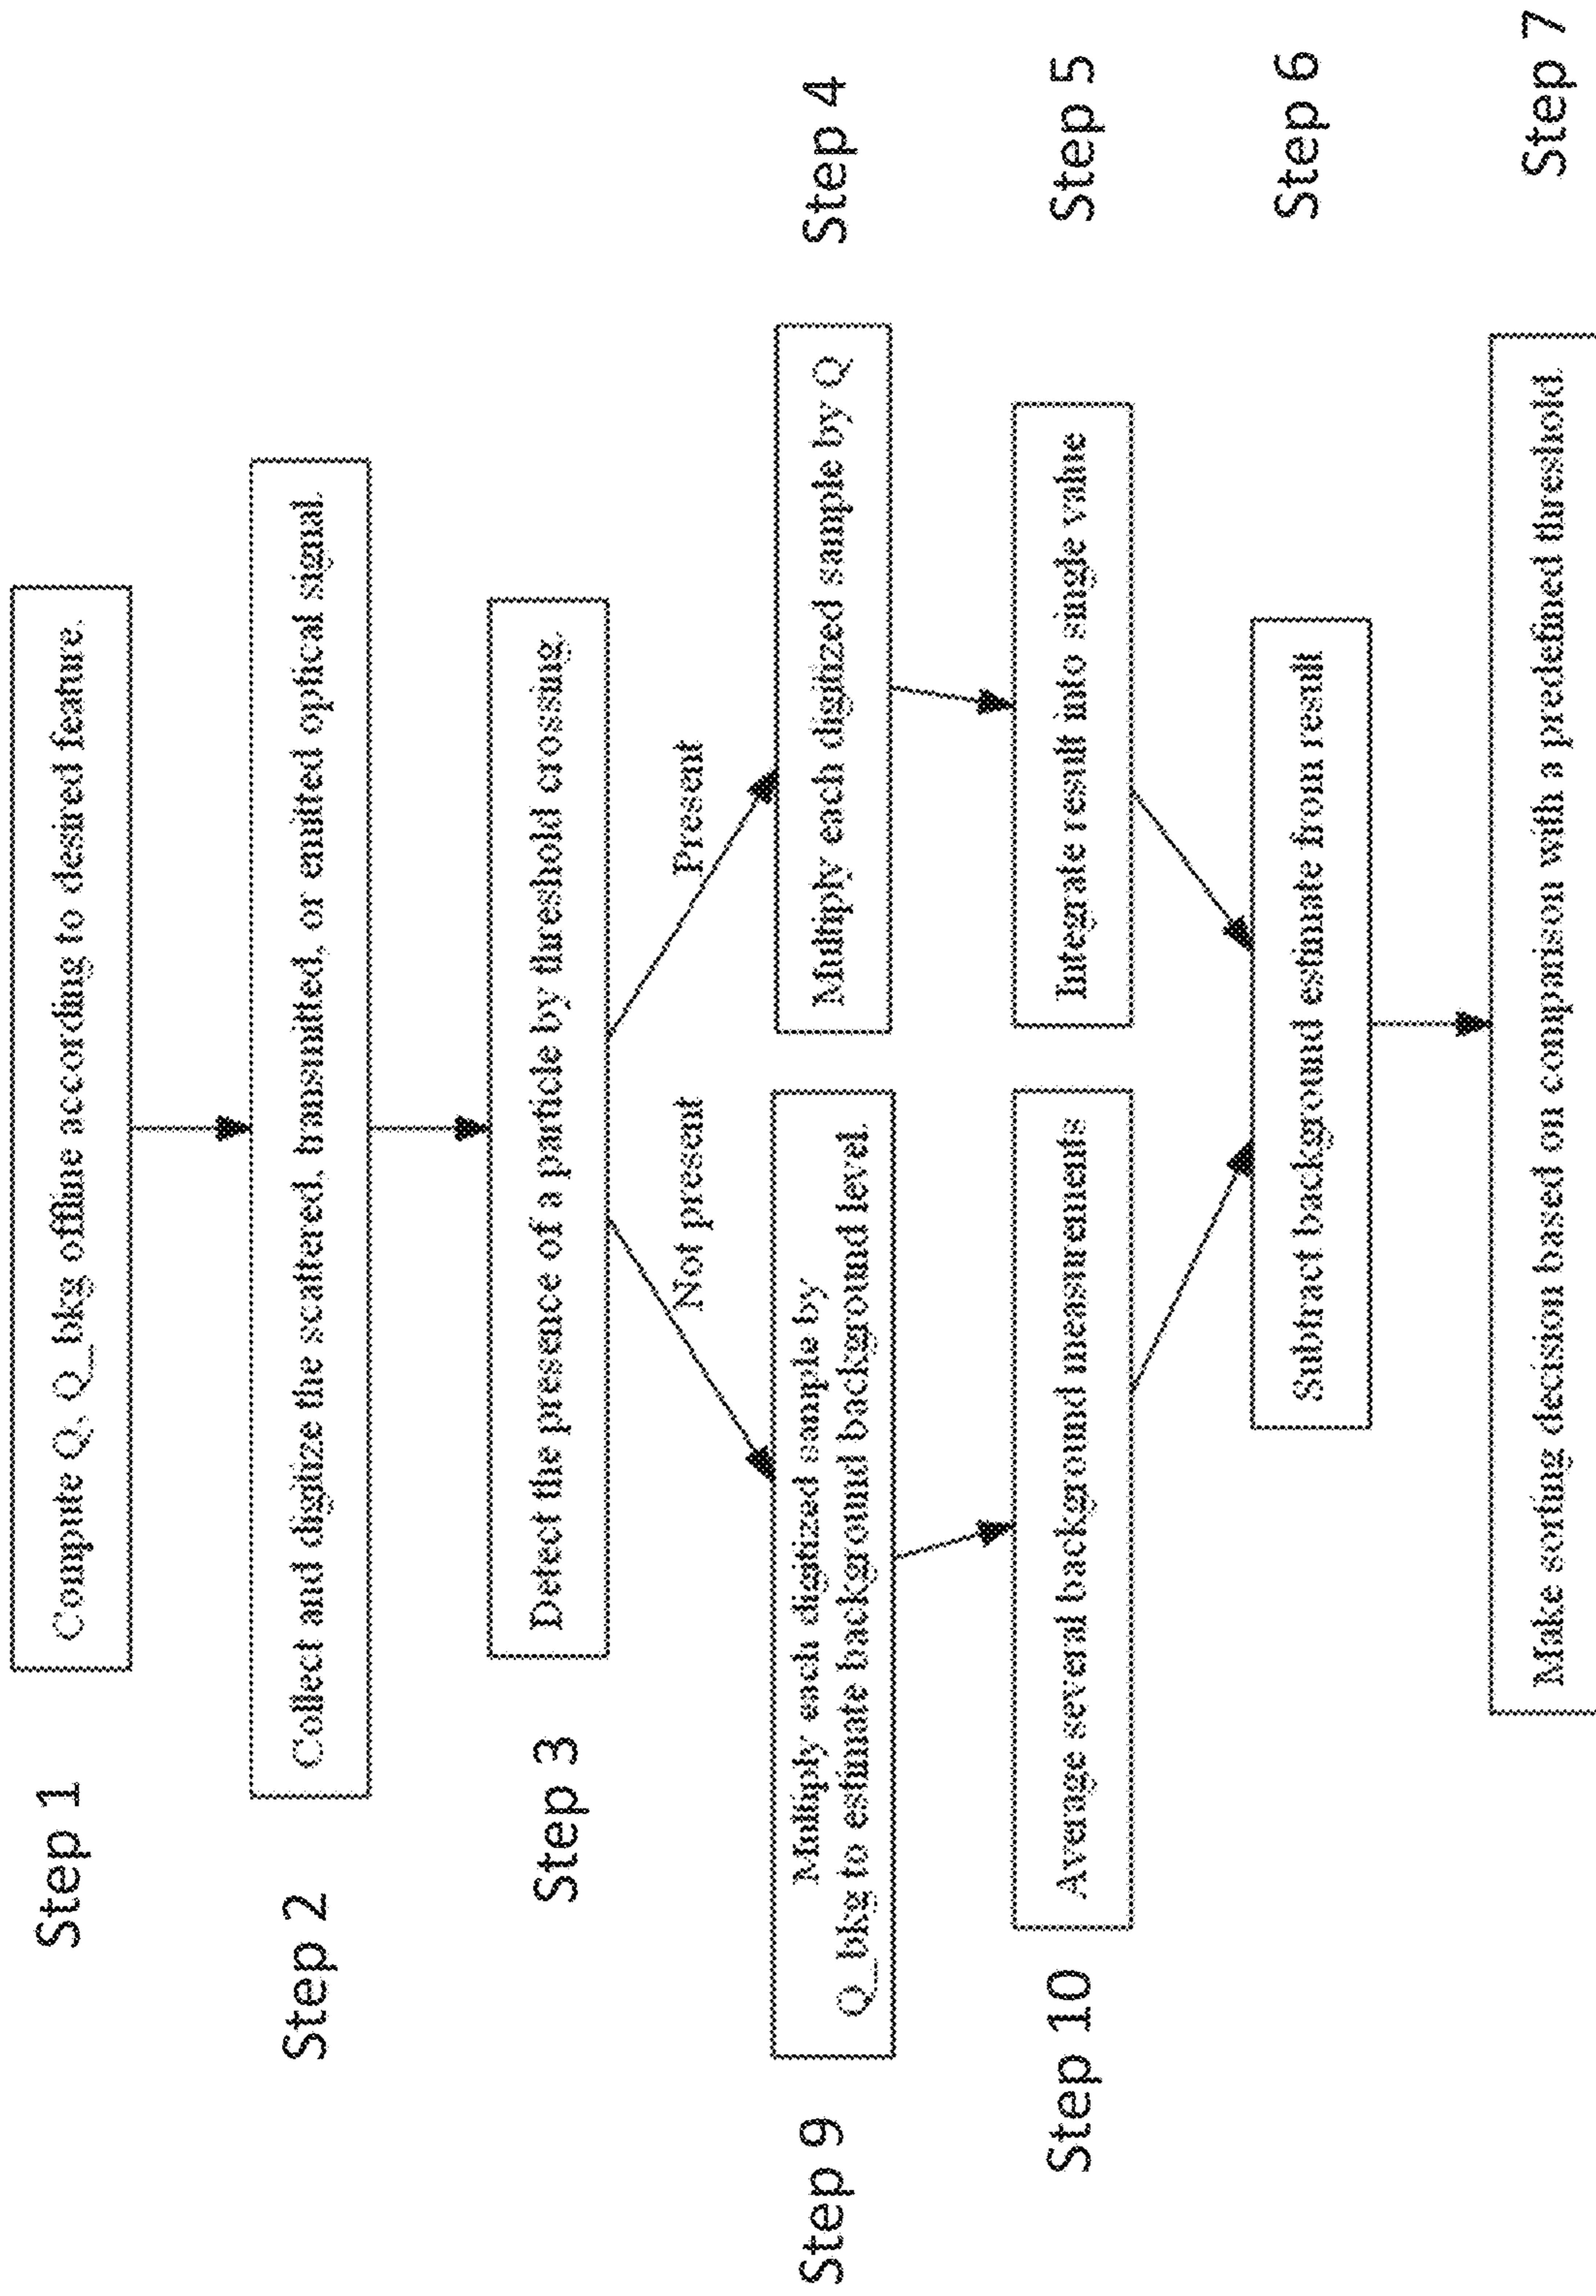 Step 1
Compute Q, Q_bkg offline according to desired feature.
Step 2
Collect and digitize the scattered, transmitted, or emitted optical signal.
Step 3
Detect the presence of a particle by threshold crossing.
Not present
Present
Step 9
Multiply each digitized sample by
Q_bkg to estimate background background level.
Multiply each digitized sample by Q
Step 4
Step 10
Average several background measurements
Integrate result into single value
Step 5
Subtract background estimate from result
Step 6
Make sorting decision based on comparison with a predefined threshold.
Step 7